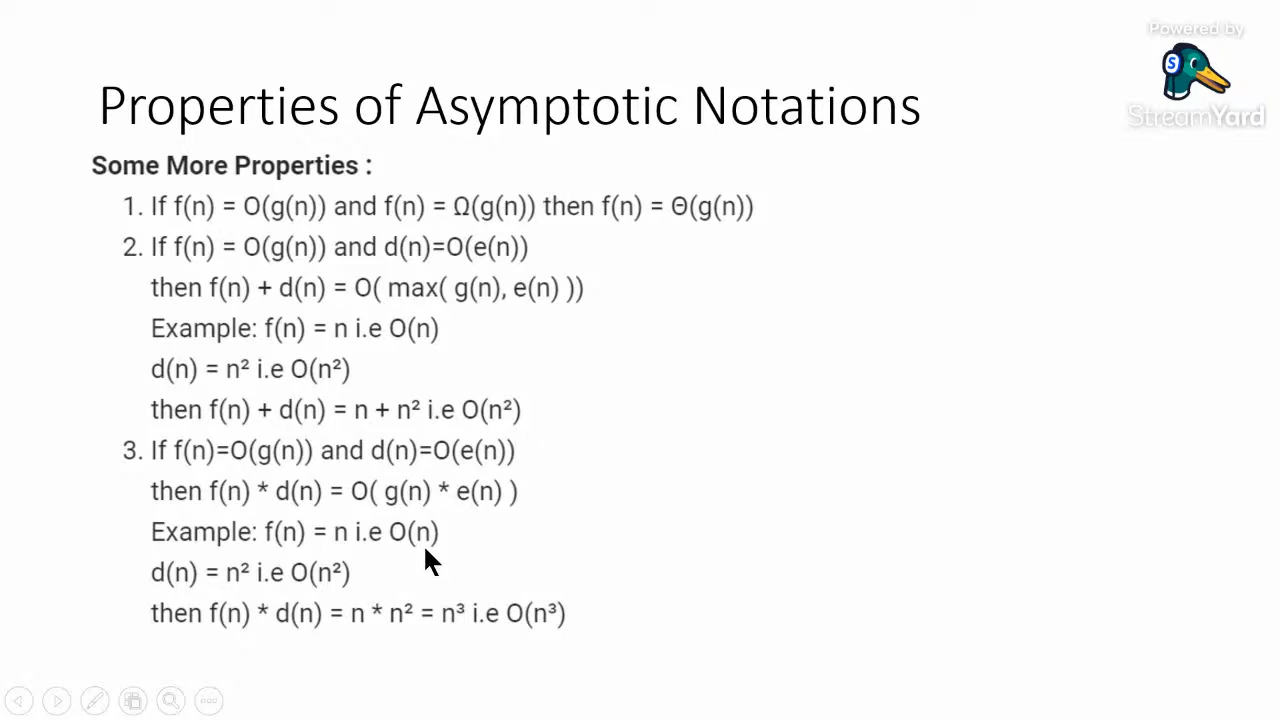 Powered by
S
StreamYard
Properties of Asymptotic Notations
Some More Properties :
1. If f(n) = O(g(n)) and f(n) = Ω(g(n)) then f(n) = Θ(g(n))
2. If f(n) = O(g(n)) and d(n)=O(e(n))
then f(n) + d(n) = O( max( g(n), e(n) ))
Example: f(n) = n i.e O(n)
d(n) = n² i.e O(n²)
then f(n) + d(n) = n + n² i.e O(n²)
3. If f(n)=O(g(n)) and d(n)=O(e(n))
then f(n) * d(n) = O( g(n) * e(n) )
Example: f(n) = n i.e O(n)
d(n) = n² i.e O(n²)
then f(n) * d(n) = n * n² = n³ i.e O(n³)